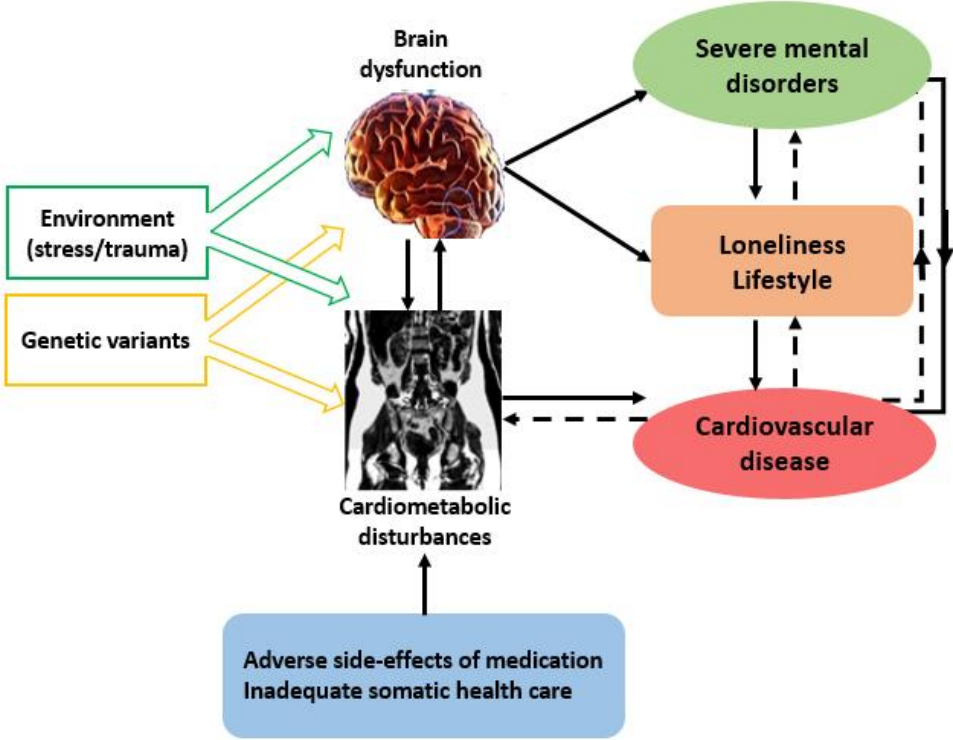 Brain
dysfunction
Severe mental
disorders
Environment
(stress/trauma)
Loneliness
Lifestyle
Genetic variants
Cardiovascular
disease
Cardiometabolic
disturbances
Adverse side-effects of medication
Inadequate somatic health care